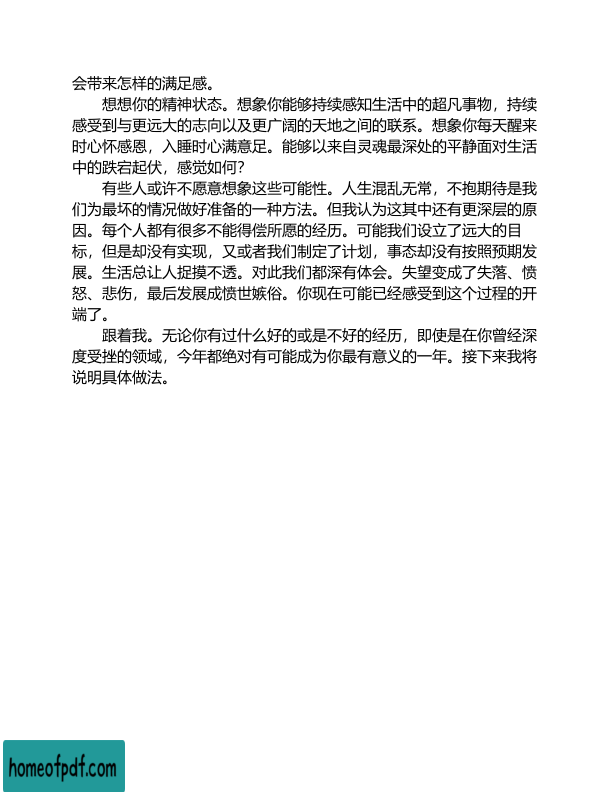 会带来怎样的满足感。
想想你的精神状态。想象你能够持续感知生活中的超凡事物，持续
感受到与更远大的志向以及更广阔的天地之间的联系。想象你每天醒来
时心怀感恩，入睡时心满意足。能够以来自灵魂最深处的平静面对生活
中的跌宕起伏，感觉如何？
有些人或许不愿意想象这些可能性。人生混乱无常，不抱期待是我
们为最坏的情况做好准备的一种方法。但我认为这其中还有更深层的原
因。每个人都有很多不能得偿所愿的经历。可能我们设立了远大的目
标，但是却没有实现，又或者我们制定了计划，事态却没有按照预期发
展。生活总让人捉摸不透。对此我们都深有体会。失望变成了失落、愤
怒、悲伤，最后发展成愤世嫉俗。你现在可能已经感受到这个过程的开
端了。
跟着我。无论你有过什么好的或是不好的经历，即使是在你曾经深
度受挫的领域，今年都绝对有可能成为你最有意义的一年。接下来我将
说明具体做法。
homeofpdf.com